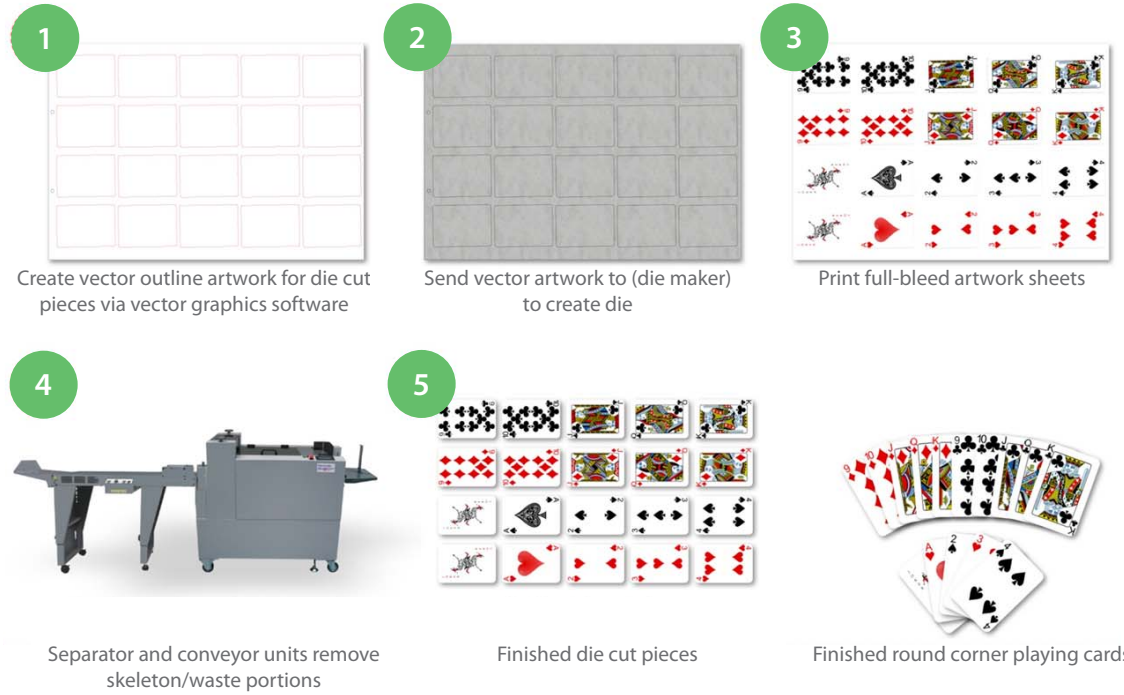 1
2
3
Create vector outline artwork for die cut
pieces via vector graphics software
Send vector artwork to (die maker)
to create die
Print full-bleed artwork sheets
4
5
Separator and conveyor units remove
skeleton/waste portions
Finished die cut pieces
Finished round corner playing cards